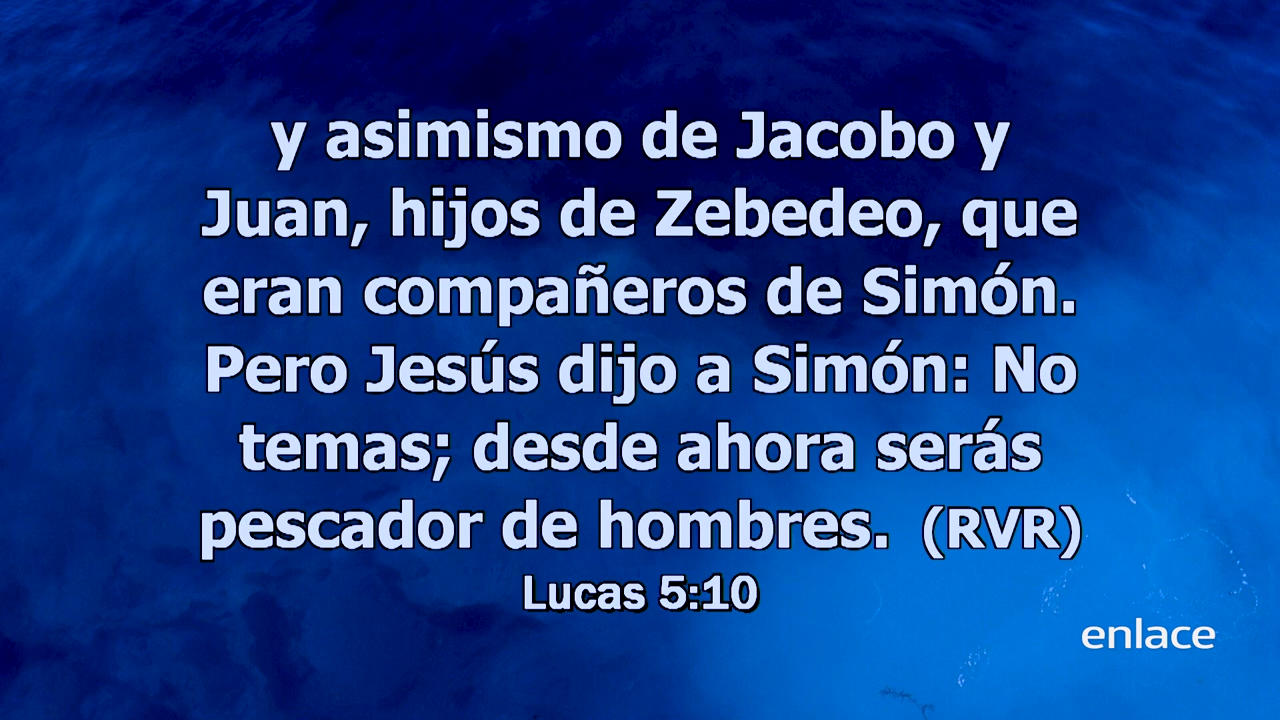 y asimismo de Jacobo y
Juan, hijos de Zebedeo, que
eran compañeros de Simón.
Pero Jesús dijo a Simón: No
temas; desde ahora serás
pescador de hombres. (RVR)
Lucas 5:10
enlace